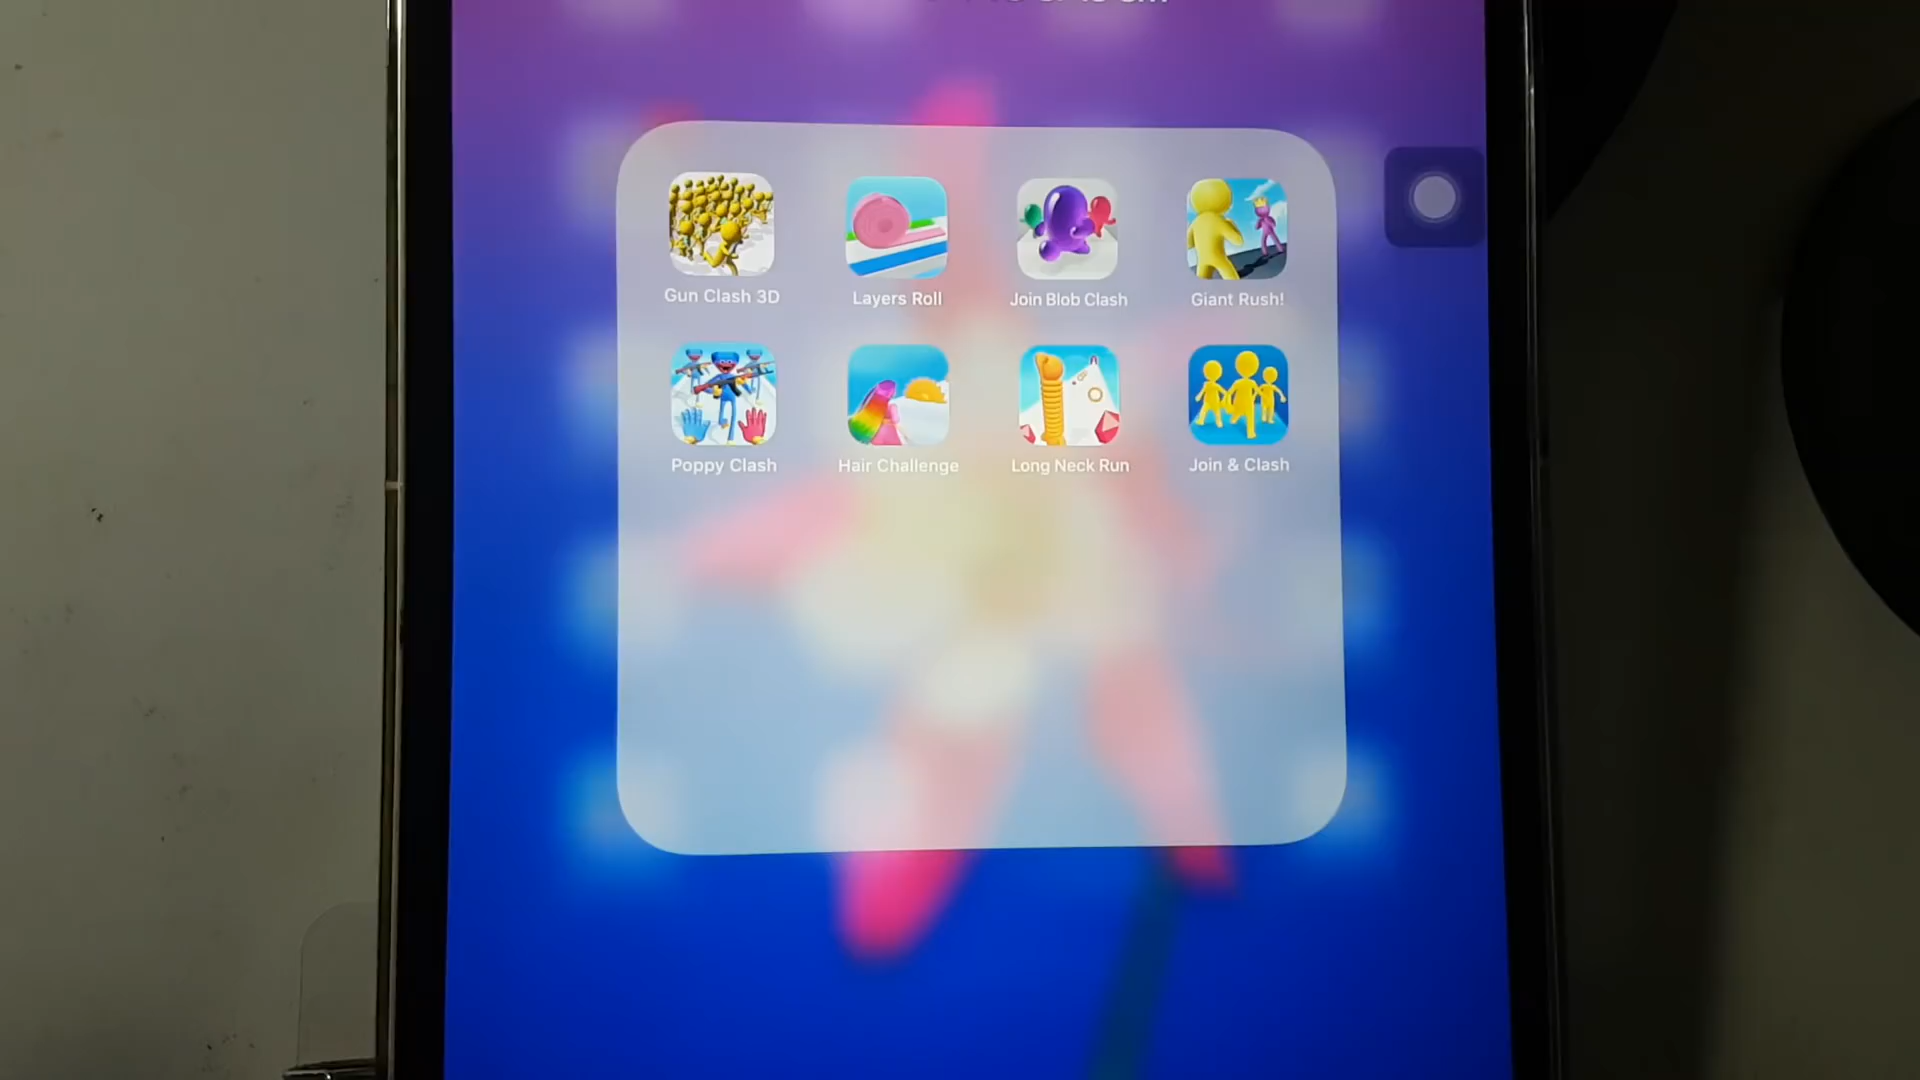 Gun Clash 3D
Layers Roll
Join Blob Clash
Giant Rush!
Poppy Clash
Hair Challenge
Long Neck Run
Join & Clash